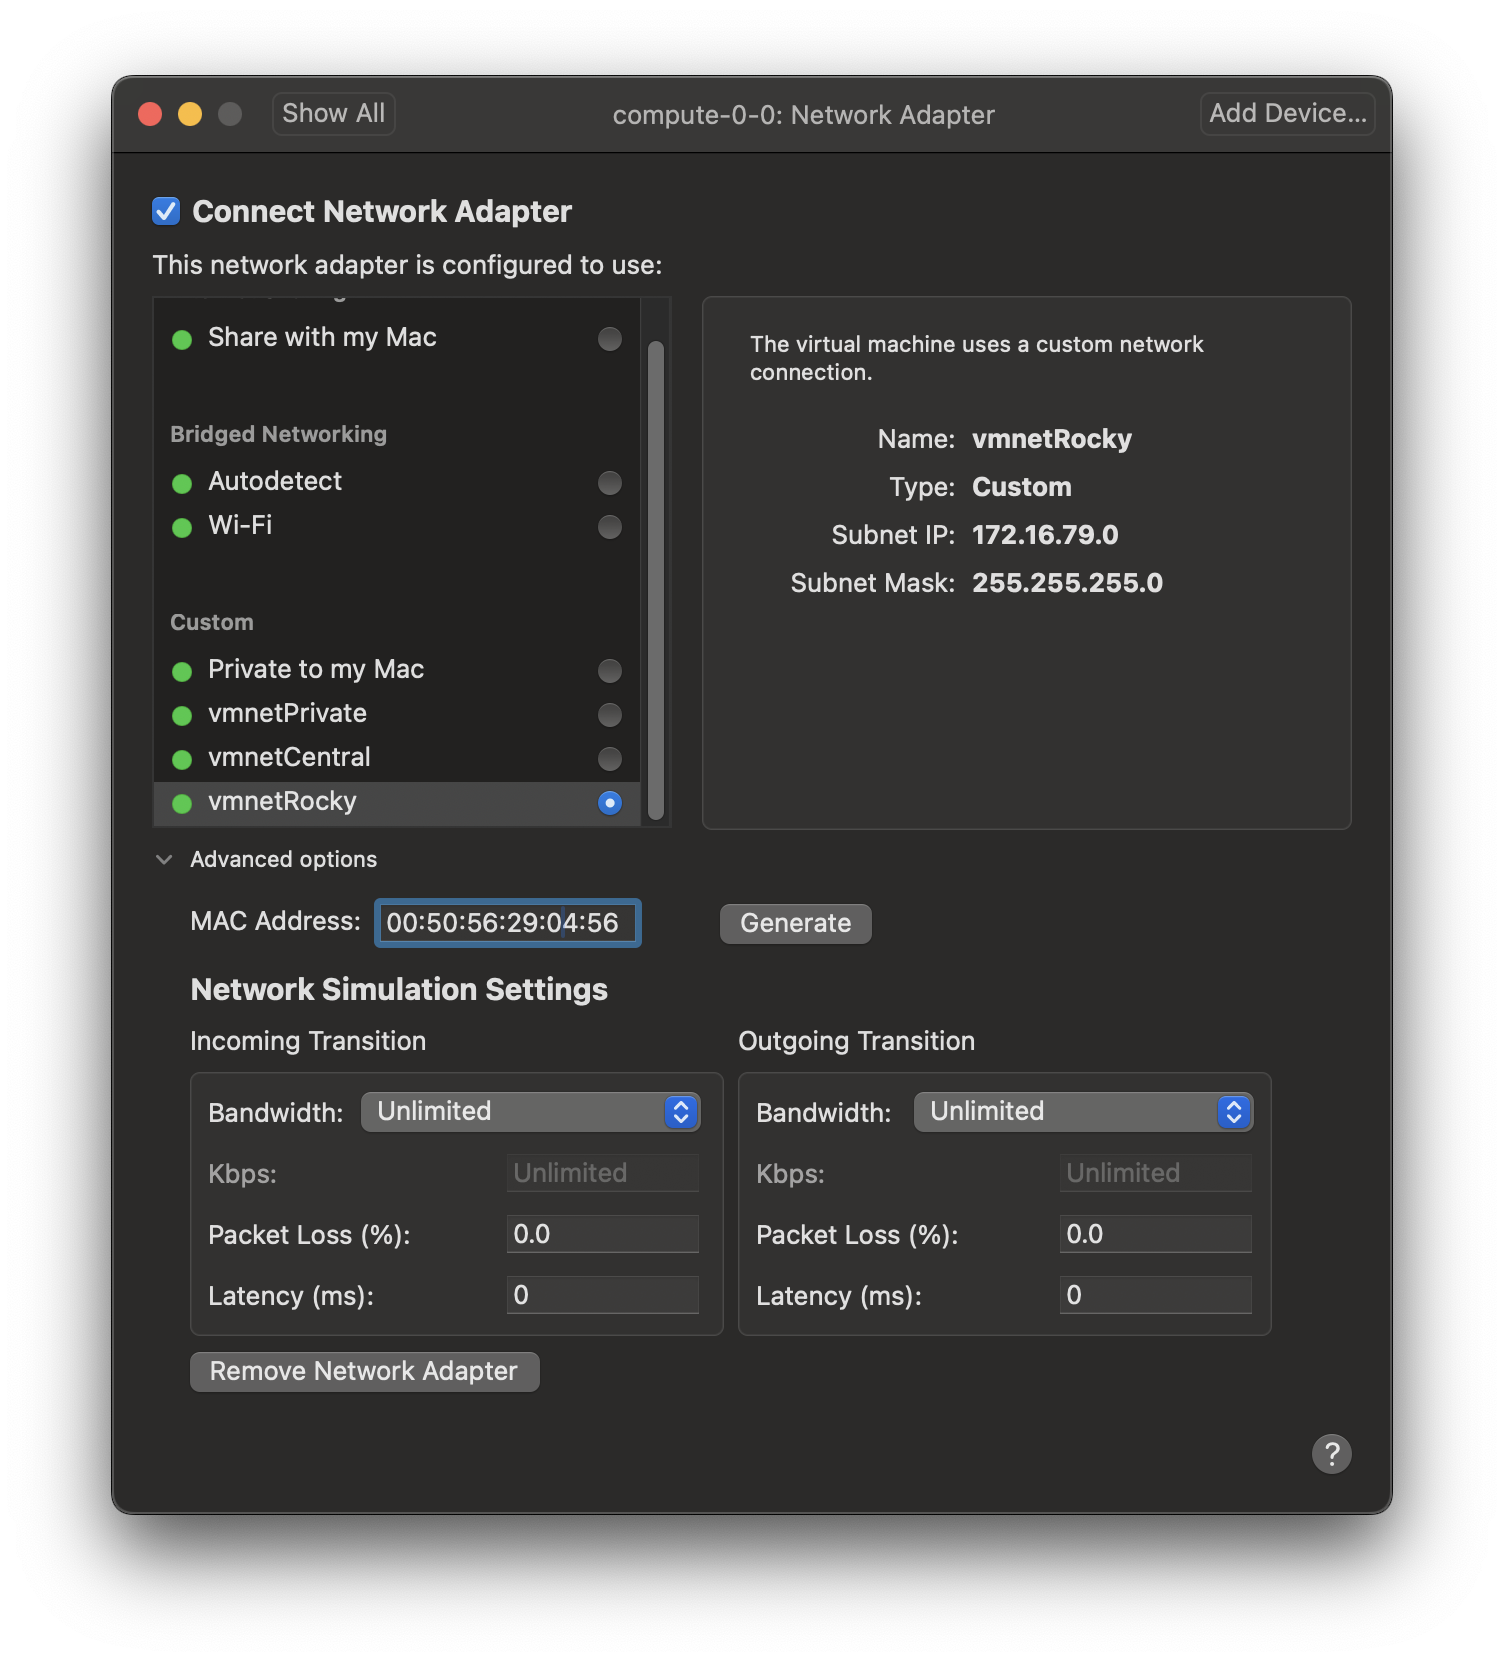 Show All
compute-0-0: Network Adapter
Add Device...
Connect Network Adapter
This network adapter is configured to use:
Share with my Mac
Bridged Networking
Autodetect
Wi-Fi
Custom
Private to my Mac
vmnetPrivate
vmnetCentral
vmnetRocky
The virtual machine uses a custom network
connection.
Name: vmnetRocky
Type: Custom
Subnet IP: 172.16.79.0
Subnet Mask: 255.255.255.0
Advanced options
MAC Address: 00:50:56:29:04:56
Generate
Network Simulation Settings
Incoming Transition
Bandwidth: Unlimited
Kbps: Unlimited
Packet Loss (%): 0.0
Latency (ms): 0
Outgoing Transition
Bandwidth: Unlimited
Kbps: Unlimited
Packet Loss (%): 0.0
Latency (ms): 0
Remove Network Adapter
?